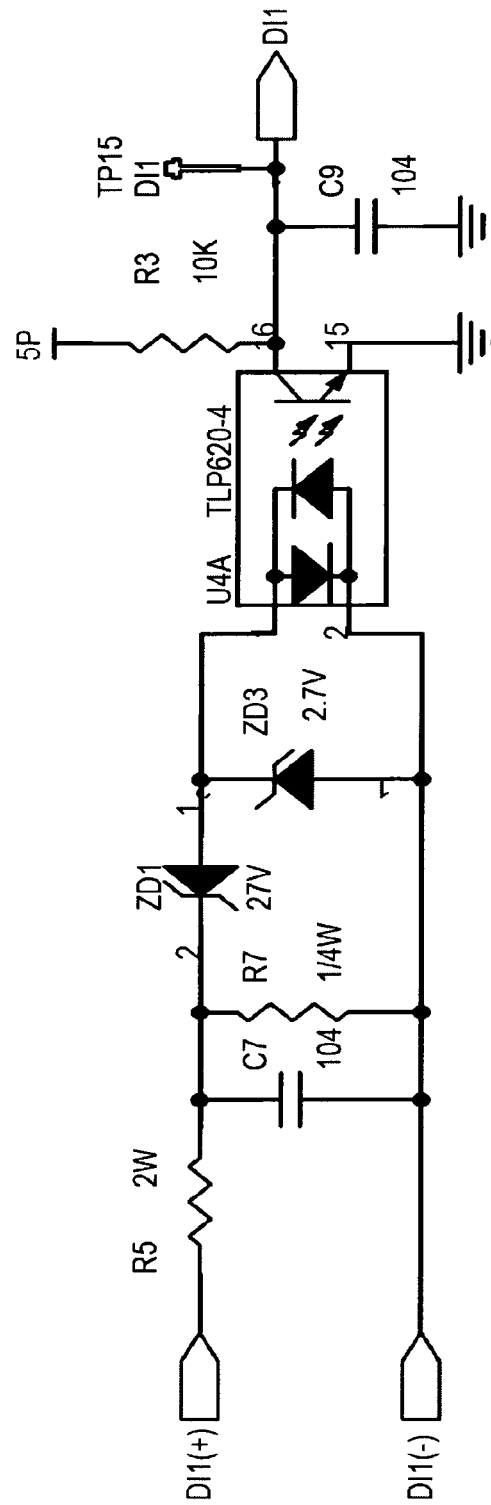 DI1(+)
R5
2W
C7
104
R7
1/4W
2
ZD1
27V
1
ZD3
2.7V
1
U4A
TLP620-4
2
16
15
5P
R3
10K
TP15
DI1
C9
104
DI1
DI1(-)